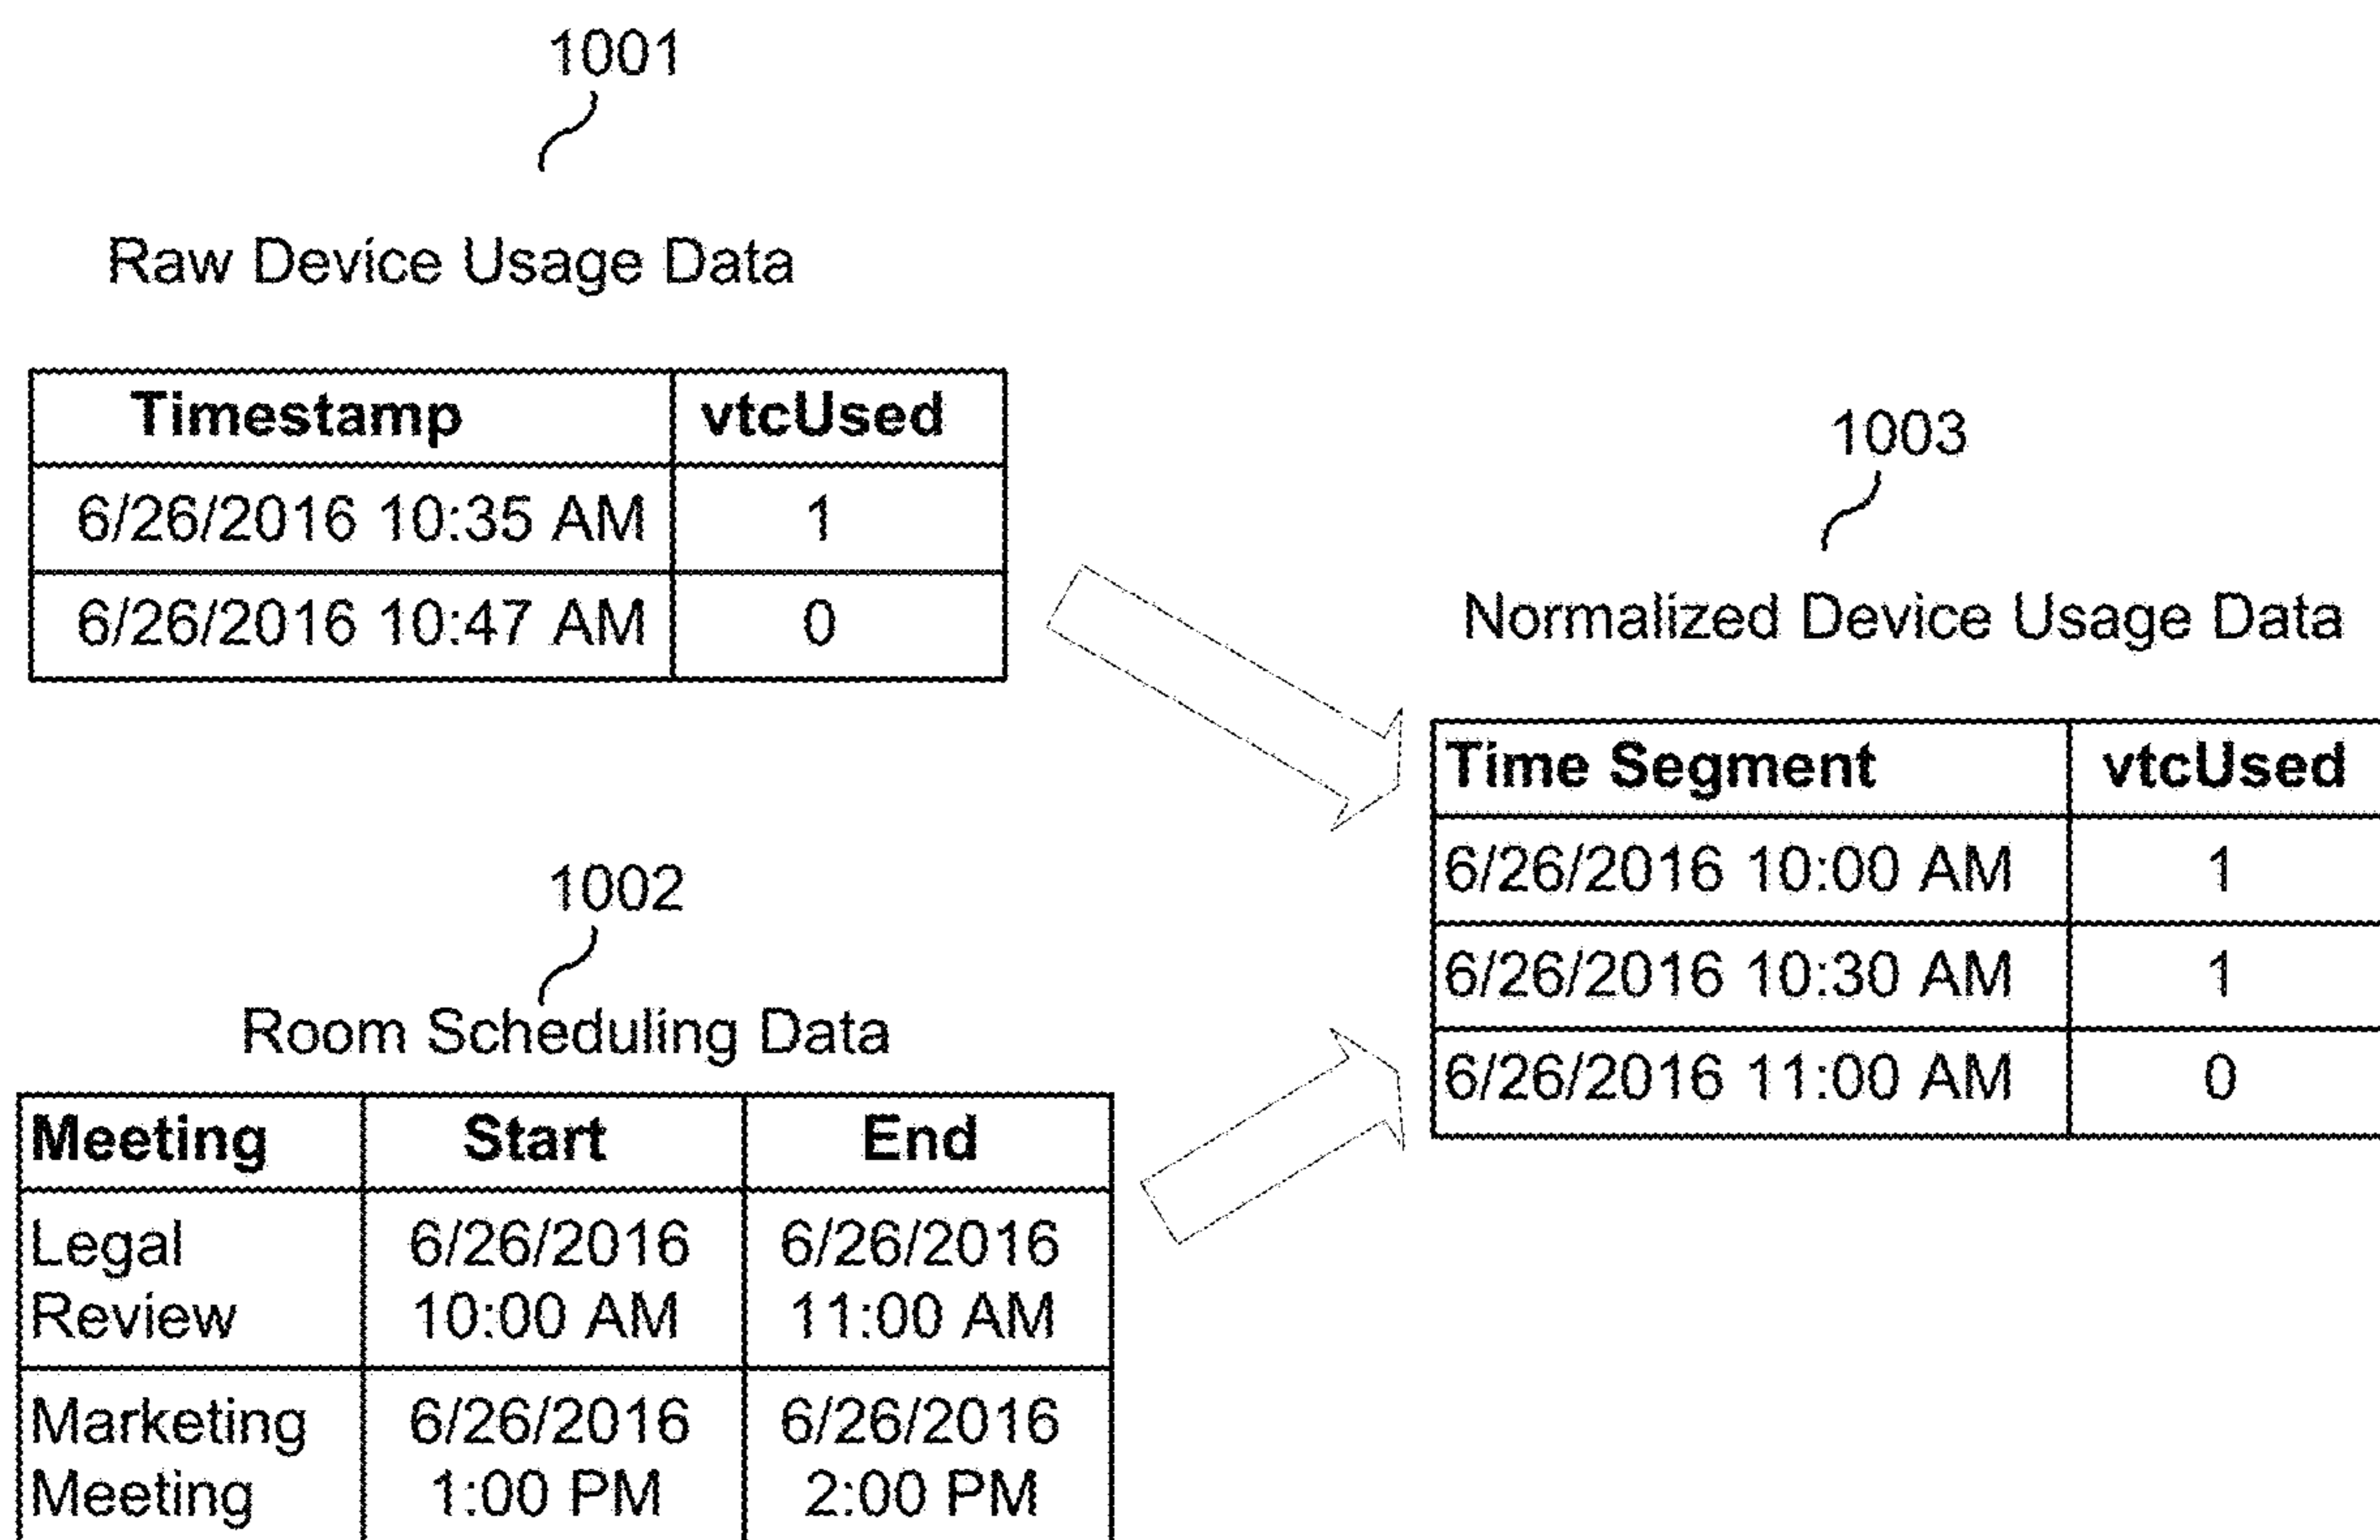 1001
Raw Device Usage Data
Timestamp vtcUsed
6/26/2016 10:35 AM 1
6/26/2016 10:47 AM 0
1002
Room Scheduling Data
Meeting Start End
Legal Review 6/26/2016 10:00 AM 6/26/2016 11:00 AM
Marketing Meeting 6/26/2016 1:00 PM 6/26/2016 2:00 PM
1003
Normalized Device Usage Data
Time Segment vtcUsed
6/26/2016 10:00 AM 1
6/26/2016 10:30 AM 1
6/26/2016 11:00 AM 0